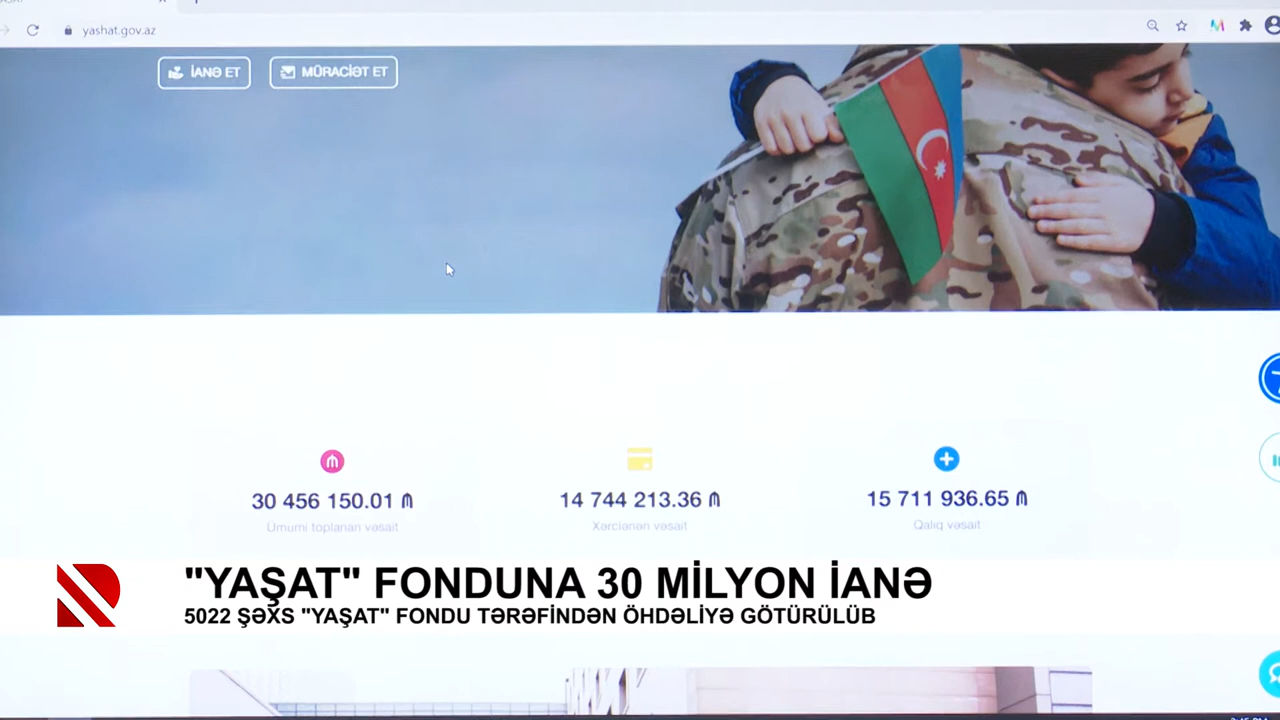 yashat.gov.az
İANƏ ET
MÜRACİƏT ET
30 456 150.01 ₼
14 744 213.36 ₼
15 711 936.65 ₼
Ümumi toplanan vəsait
Xərclənən vəsait
Qalıq vəsait
"YAŞAT" FONDUNA 30 MİLYON İANƏ
5022 ŞƏXS "YAŞAT" FONDU TƏRƏFİNDƏN ÖHDƏLİYƏ GÖTÜRÜLÜB